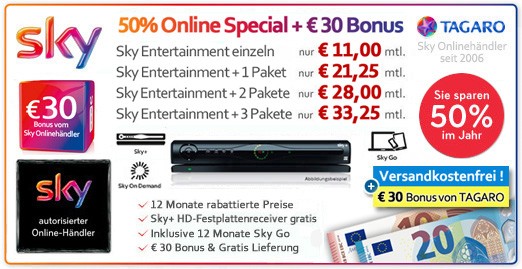 sky
50% Online Special + € 30 Bonus
TAGARO
Sky Onlinehändler
seit 2006
Sky Entertainment einzeln nur € 11,00 mtl.
Sky Entertainment + 1 Paket nur € 21,25 mtl.
Sky Entertainment + 2 Pakete nur € 28,00 mtl.
Sky Entertainment + 3 Pakete nur € 33,25 mtl.
€30
Bonus vom
Sky Onlinehändler
Sie sparen
50%
im Jahr
Sky+
Sky On Demand
Sky Go
Abbildungsbeispiel
sky
autorisierter
Online-Händler
✓ 12 Monate rabattierte Preise
✓ Sky+ HD-Festplattenreceiver gratis
✓ Inklusive 12 Monate Sky Go
✓ € 30 Bonus & Gratis Lieferung
+ Versandkostenfrei !
€ 30 Bonus von TAGARO
10
20